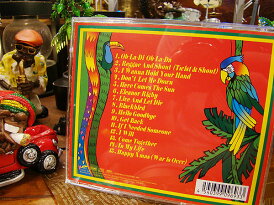 1. Ob-La-Di Ob-La-Da
2. Reggae And Shout (Twist & Shout)
3. I Wanna Hold Your Hand
4. Don't Let Me Down
5. Here Comes The Sun
6. Eleanor Rigby
7. Live And Let Die
8. Blackbird
9. Hello Goodbye
10. Get Back
11. If I Needed Someone
12. I Will
13. Come Together
14. In My Life
15. Happy Xmas (War is Over)